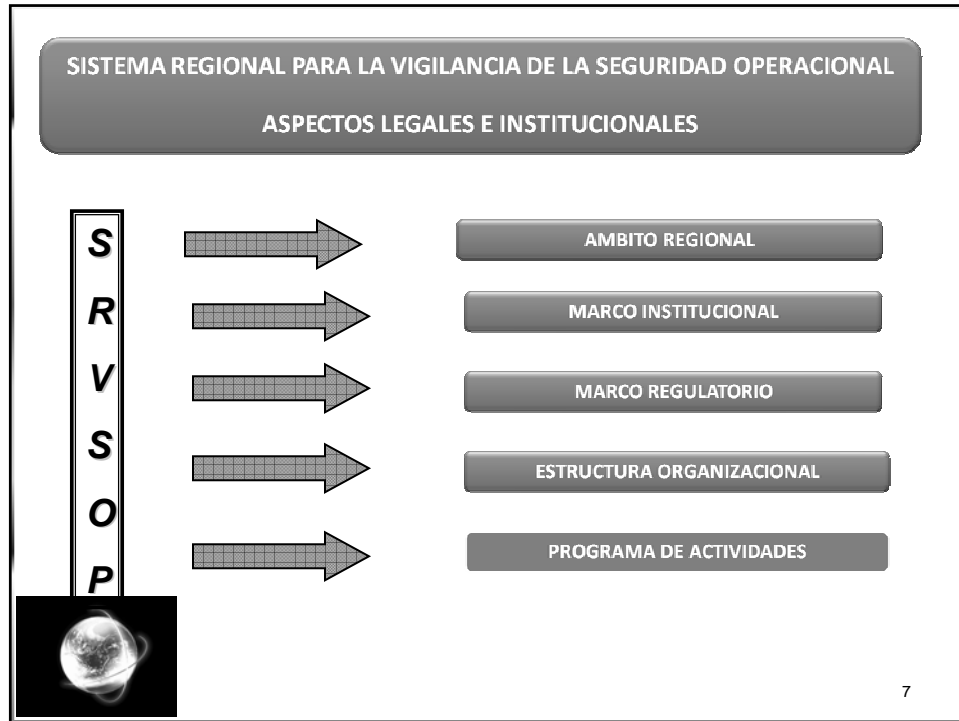 SISTEMA REGIONAL PARA LA VIGILANCIA DE LA SEGURIDAD OPERACIONAL
ASPECTOS LEGALES E INSTITUCIONALES
S
R
V
S
O
P
AMBITO REGIONAL
MARCO INSTITUCIONAL
MARCO REGULATORIO
ESTRUCTURA ORGANIZACIONAL
PROGRAMA DE ACTIVIDADES
7